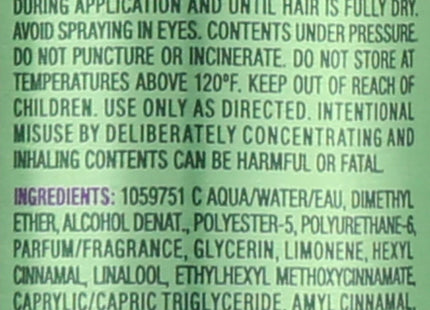 DURING APPLICATION AND UNTIL HAIR IS FULLY DRY.
AVOID SPRAYING IN EYES. CONTENTS UNDER PRESSURE.
DO NOT PUNCTURE OR INCINERATE. DO NOT STORE AT
TEMPERATURES ABOVE 120°F. KEEP OUT OF REACH OF
CHILDREN. USE ONLY AS DIRECTED. INTENTIONAL
MISUSE BY DELIBERATELY CONCENTRATING AND
INHALING CONTENTS CAN BE HARMFUL OR FATAL.
INGREDIENTS: 1059751 C AQUA/WATER/EAU, DIMETHYL
ETHER, ALCOHOL DENAT., POLYESTER-5, POLYURETHANE-6,
PARFUM/FRAGRANCE, GLYCERIN, LIMONENE, HEXYL
CINNAMAL, LINALOOL, ETHYLHEXYL METHOXYCINNAMATE,
CAPRYLIC/CAPRIC TRIGLYCERIDE, AMYL CINNAMAL,